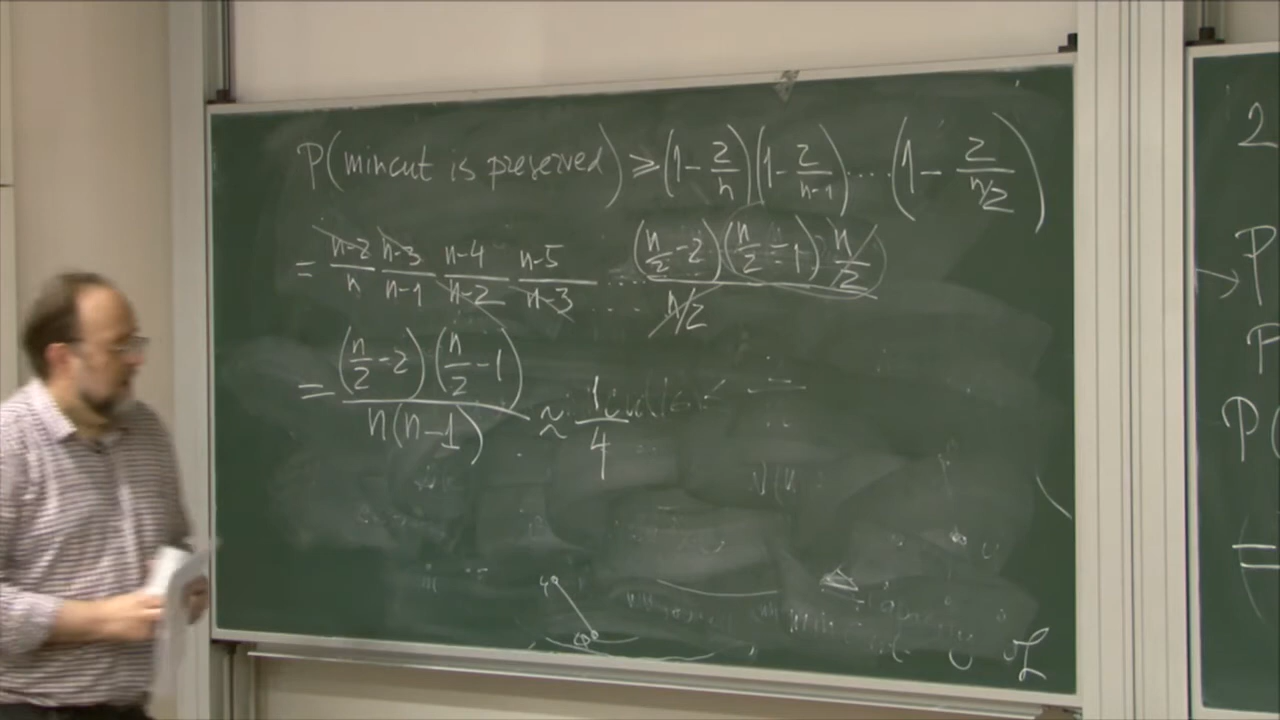 P(mincut is preserved) ≥ (1 - 2/n)(1 - 2/(n-1)) .... (1 - 2/(n/2))
= (n-2)/n (n-3)/(n-1) (n-4)/(n-2) (n-5)/(n-3) ..... (n/2 - 2)(n/2 - 1) n/2 / (n/2)
= (n/2 - 2)(n/2 - 1) / n(n-1) ≈ 1/4
2
P
P
P(
=